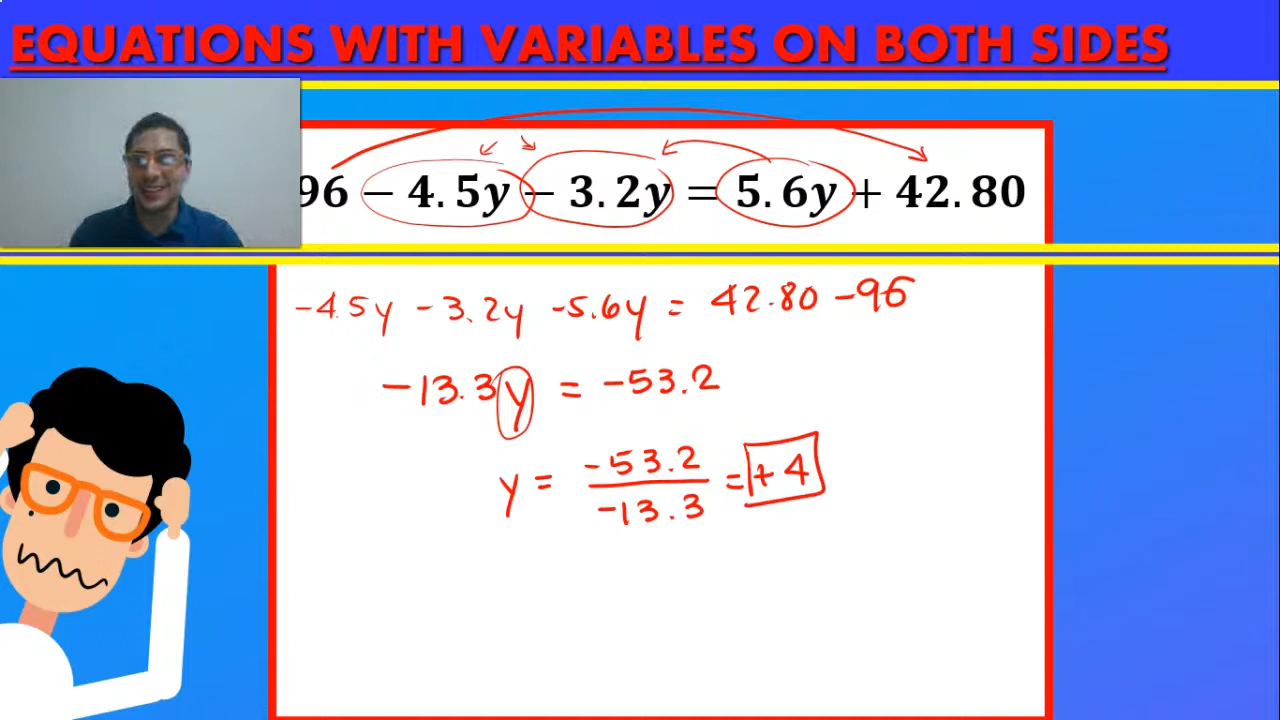 EQUATIONS WITH VARIABLES ON BOTH SIDES
96 − 4.5y − 3.2y = 5.6y + 42.80
-4.5y -3.2y -5.6y = 42.80 -96
-13.3y = -53.2
y = -53.2/-13.3 = +4